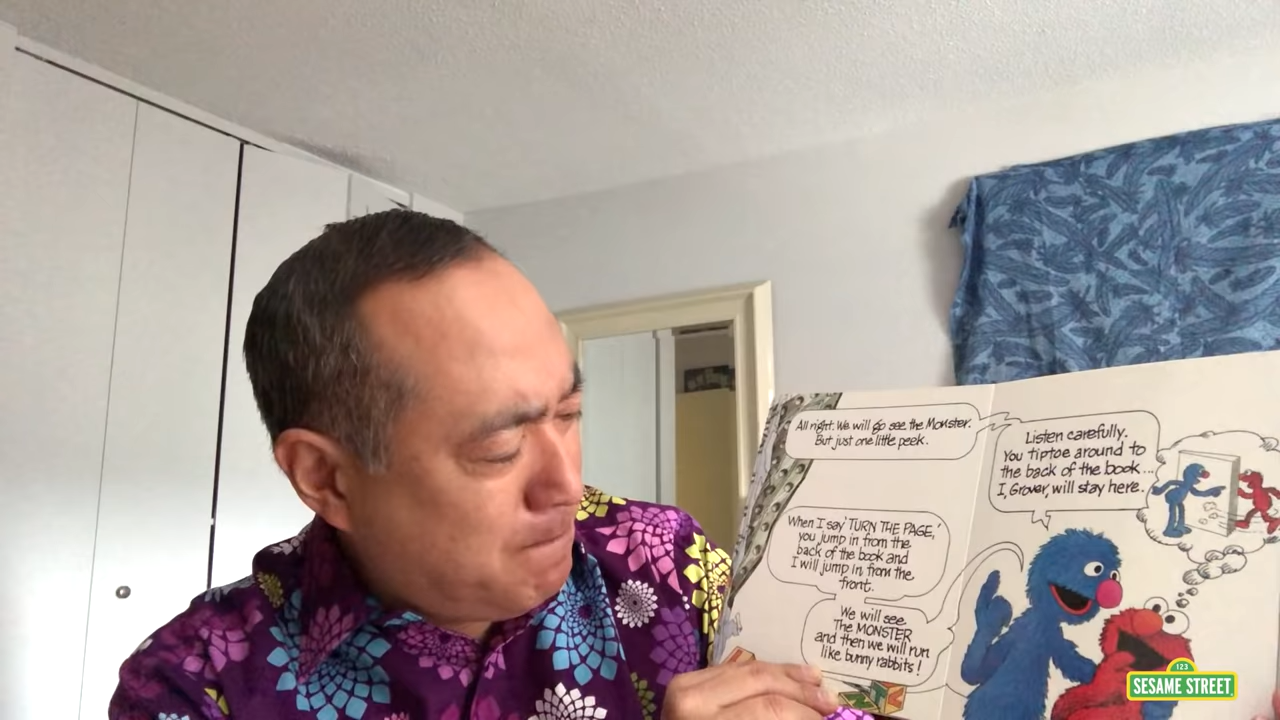 All right. We will go see the Monster.
But just one little peek.
When I say 'TURN THE PAGE,'
you jump in from the
back of the book and
I will jump in from the
front.
We will see
The MONSTER
and then we will run
like bunny rabbits!
Listen carefully.
You tiptoe around to
the back of the book...
I, Grover, will stay here.
123
SESAME STREET